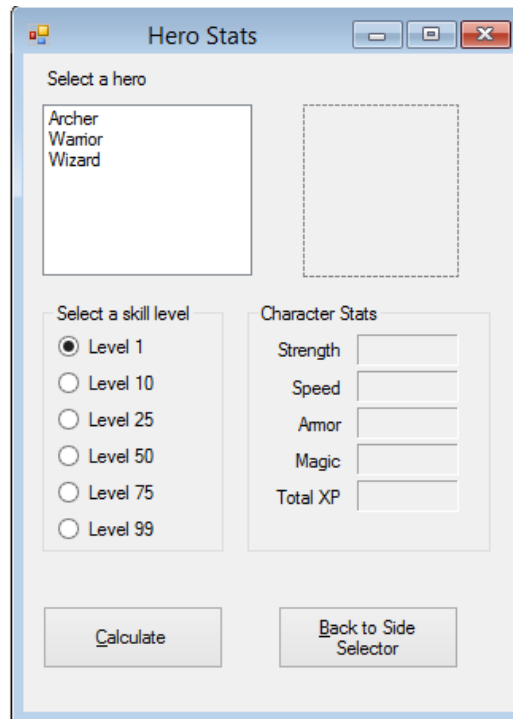 Hero Stats
Select a hero
Archer
Warrior
Wizard
Select a skill level
Level 1
Level 10
Level 25
Level 50
Level 75
Level 99
Character Stats
Strength
Speed
Armor
Magic
Total XP
Calculate
Back to Side
Selector